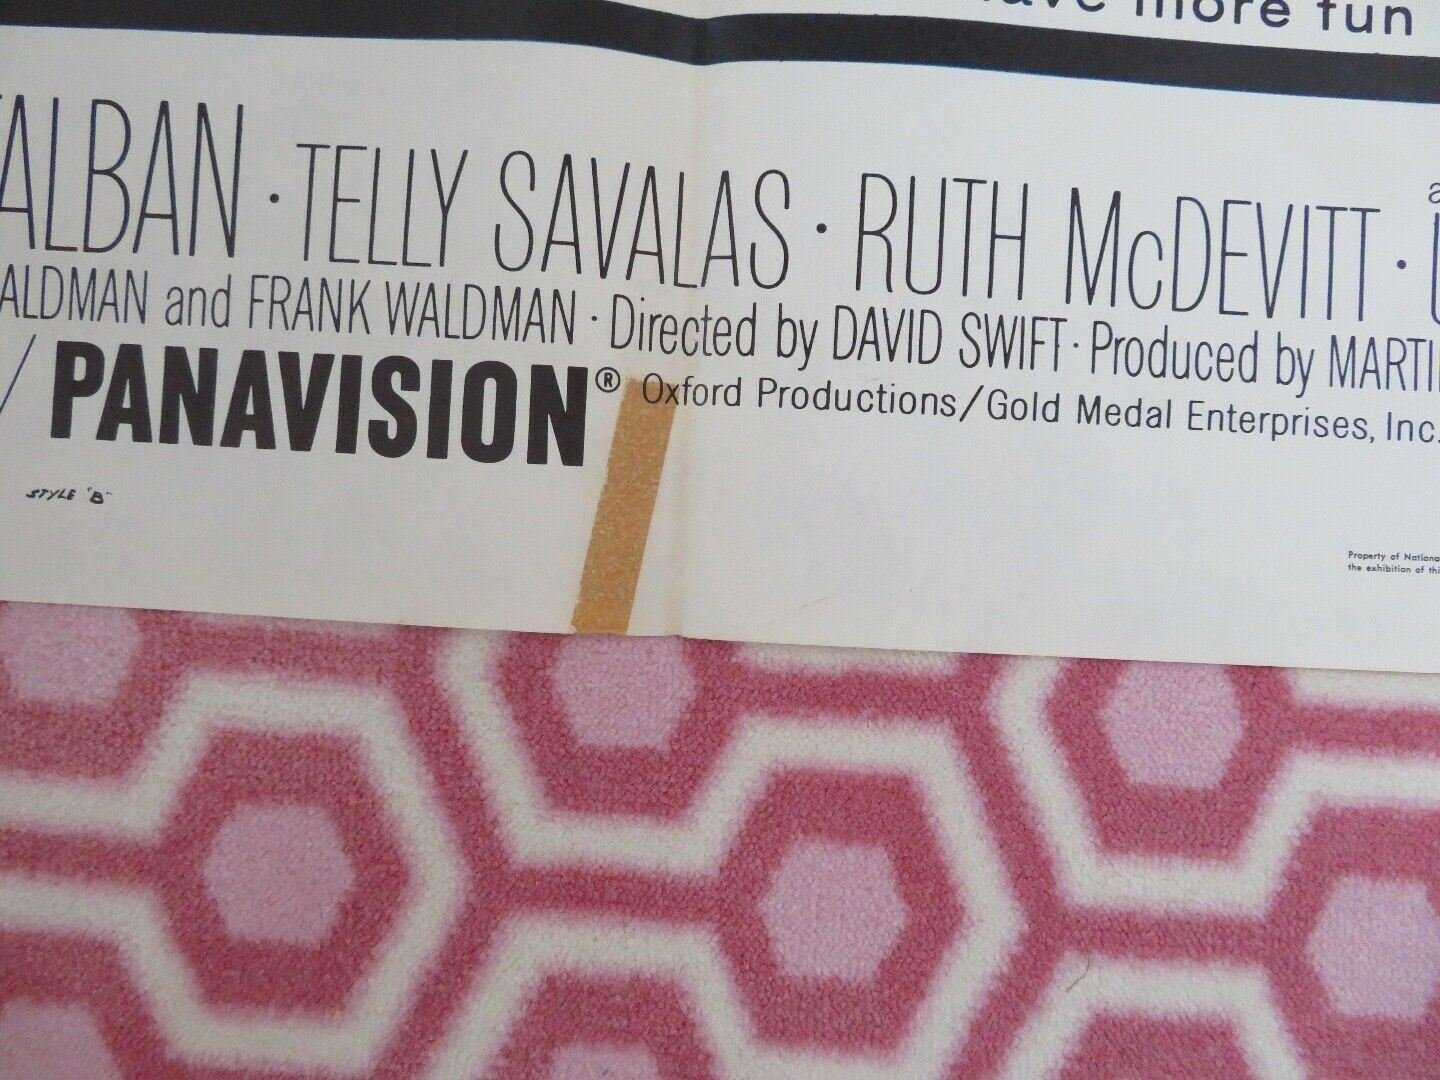 more fun
ALBAN · TELLY SAVALAS · RUTH McDEVITT ·
ALDMAN and FRANK WALDMAN · Directed by DAVID SWIFT · Produced by MARTI
/ PANAVISION® Oxford Productions/Gold Medal Enterprises, Inc.
STYLE "B"
Property of Nationa
the exhibition of thi